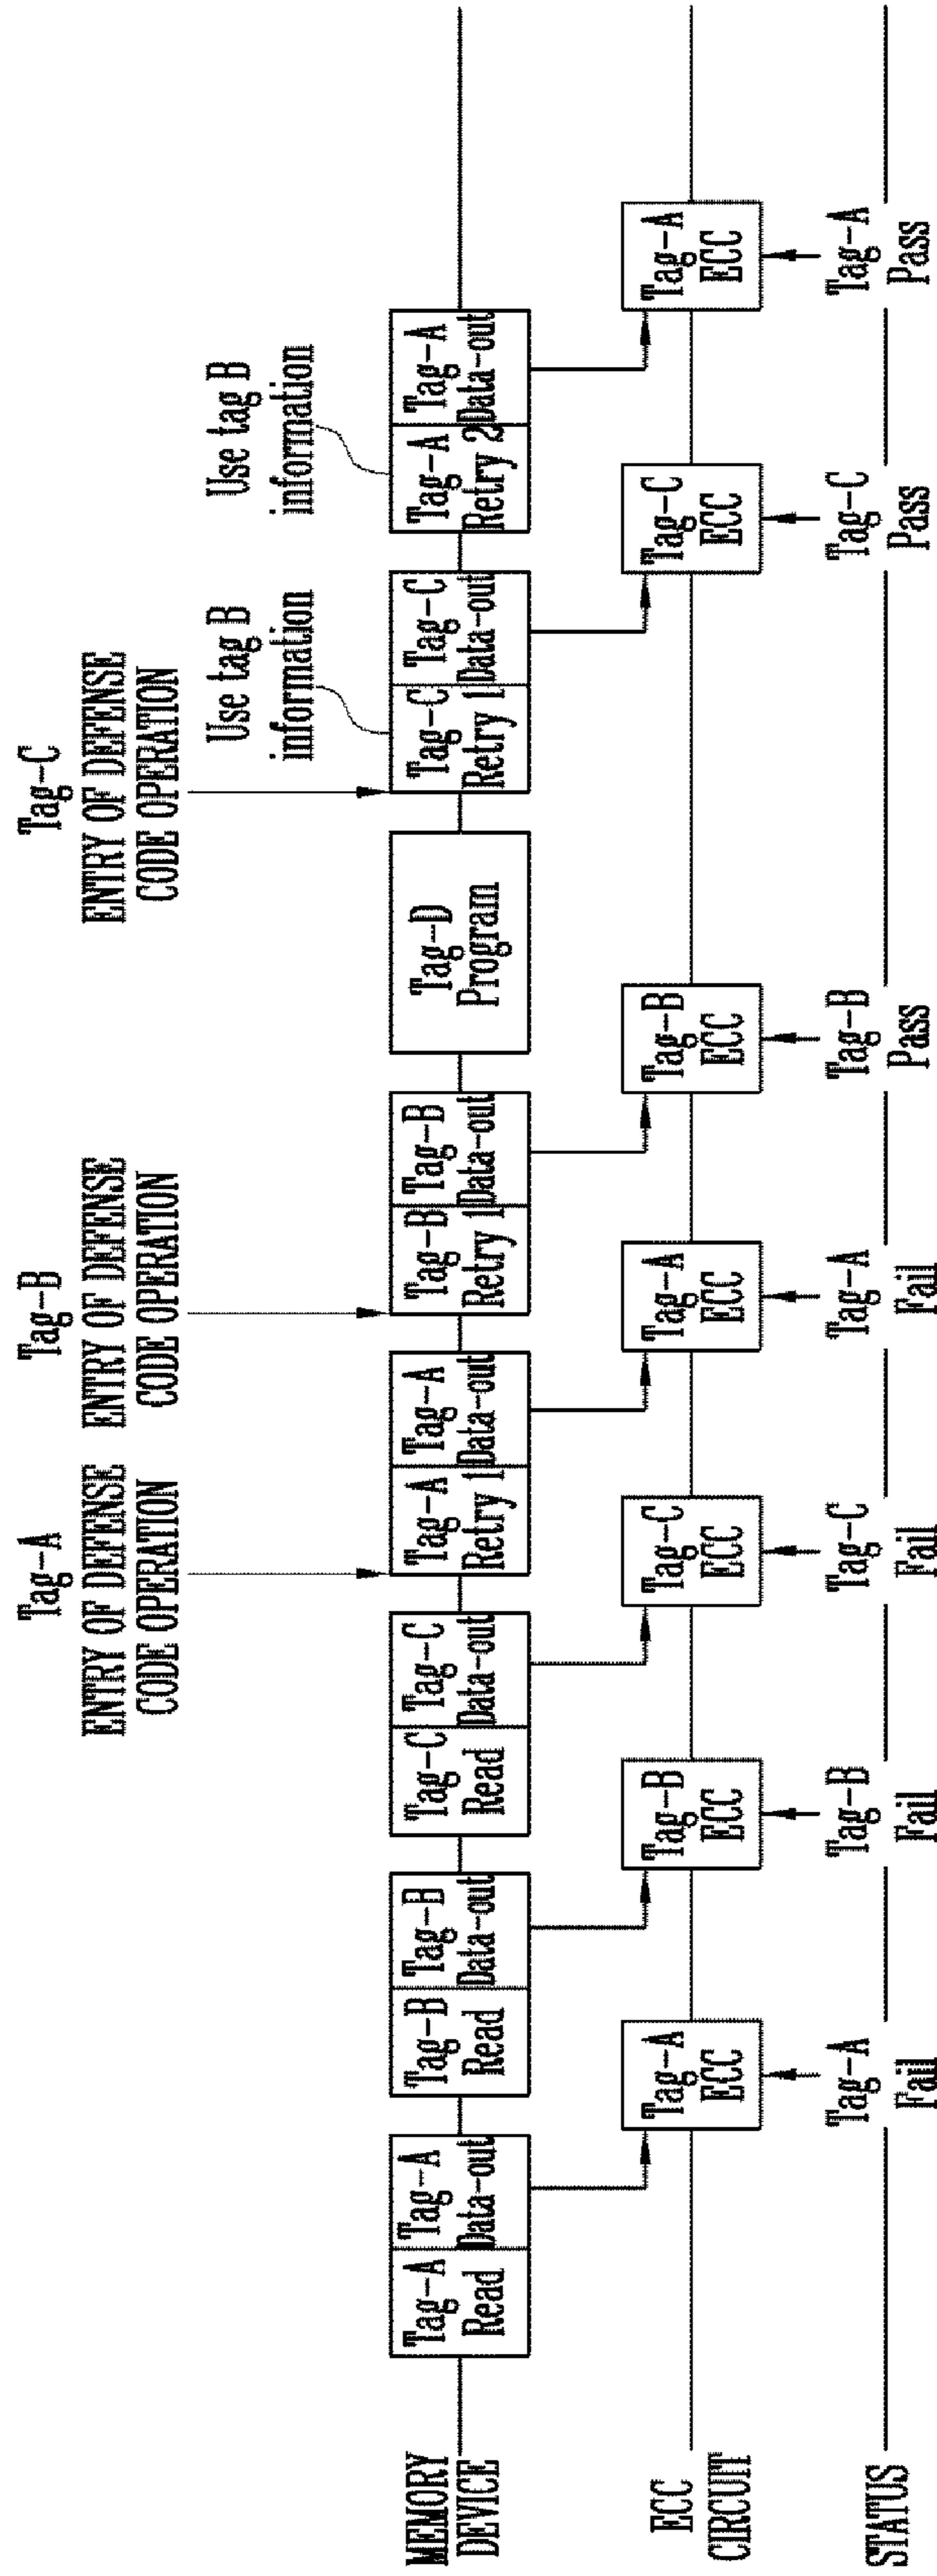 Tag-A
ENTRY OF DEFENSE
CODE OPERATION
Tag-B
ENTRY OF DEFENSE
CODE OPERATION
Tag-C
ENTRY OF DEFENSE
CODE OPERATION
Use tag B
information
Use tag B
information
MEMORY
DEVICE
Tag-A
Read
Tag-A
Data-out
Tag-B
Read
Tag-B
Data-out
Tag-C
Read
Tag-C
Data-out
Tag-A
Retry 1
Tag-A
Data-out
Tag-B
Retry 1
Tag-B
Data-out
Tag-D
Program
Tag-C
Retry 1
Tag-C
Data-out
Tag-A
Retry 2
Tag-A
Data-out
ECC
CIRCUIT
Tag-A
ECC
Tag-B
ECC
Tag-C
ECC
Tag-A
ECC
Tag-B
ECC
Tag-C
ECC
Tag-A
ECC
STATUS
Tag-A
Fail
Tag-B
Fail
Tag-C
Fail
Tag-A
Fail
Tag-B
Pass
Tag-C
Pass
Tag-A
Pass